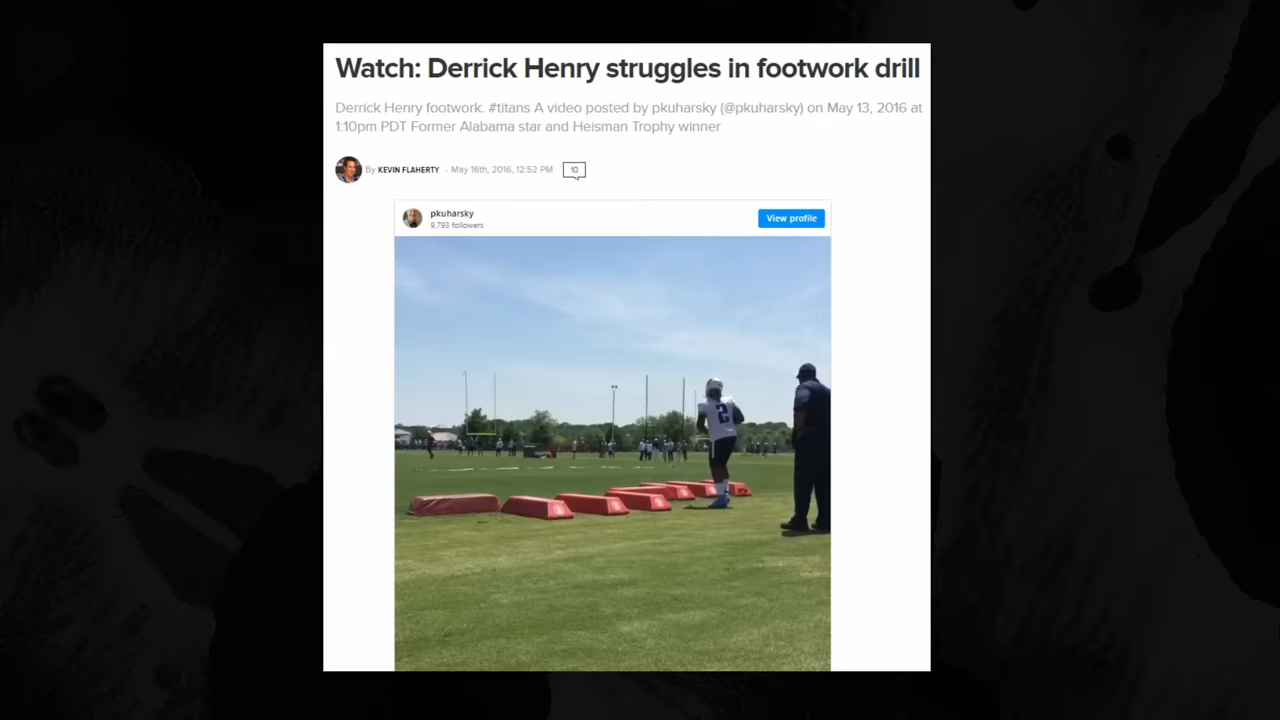 Watch: Derrick Henry struggles in footwork drill
Derrick Henry footwork. #titans A video posted by pkuharsky (@pkuharsky) on May 13, 2016 at
1:10pm PDT Former Alabama star and Heisman Trophy winner
By KEVIN FLAHERTY - May 16th, 2016, 12:52 PM 10
pkuharsky
9,793 followers
View profile
2